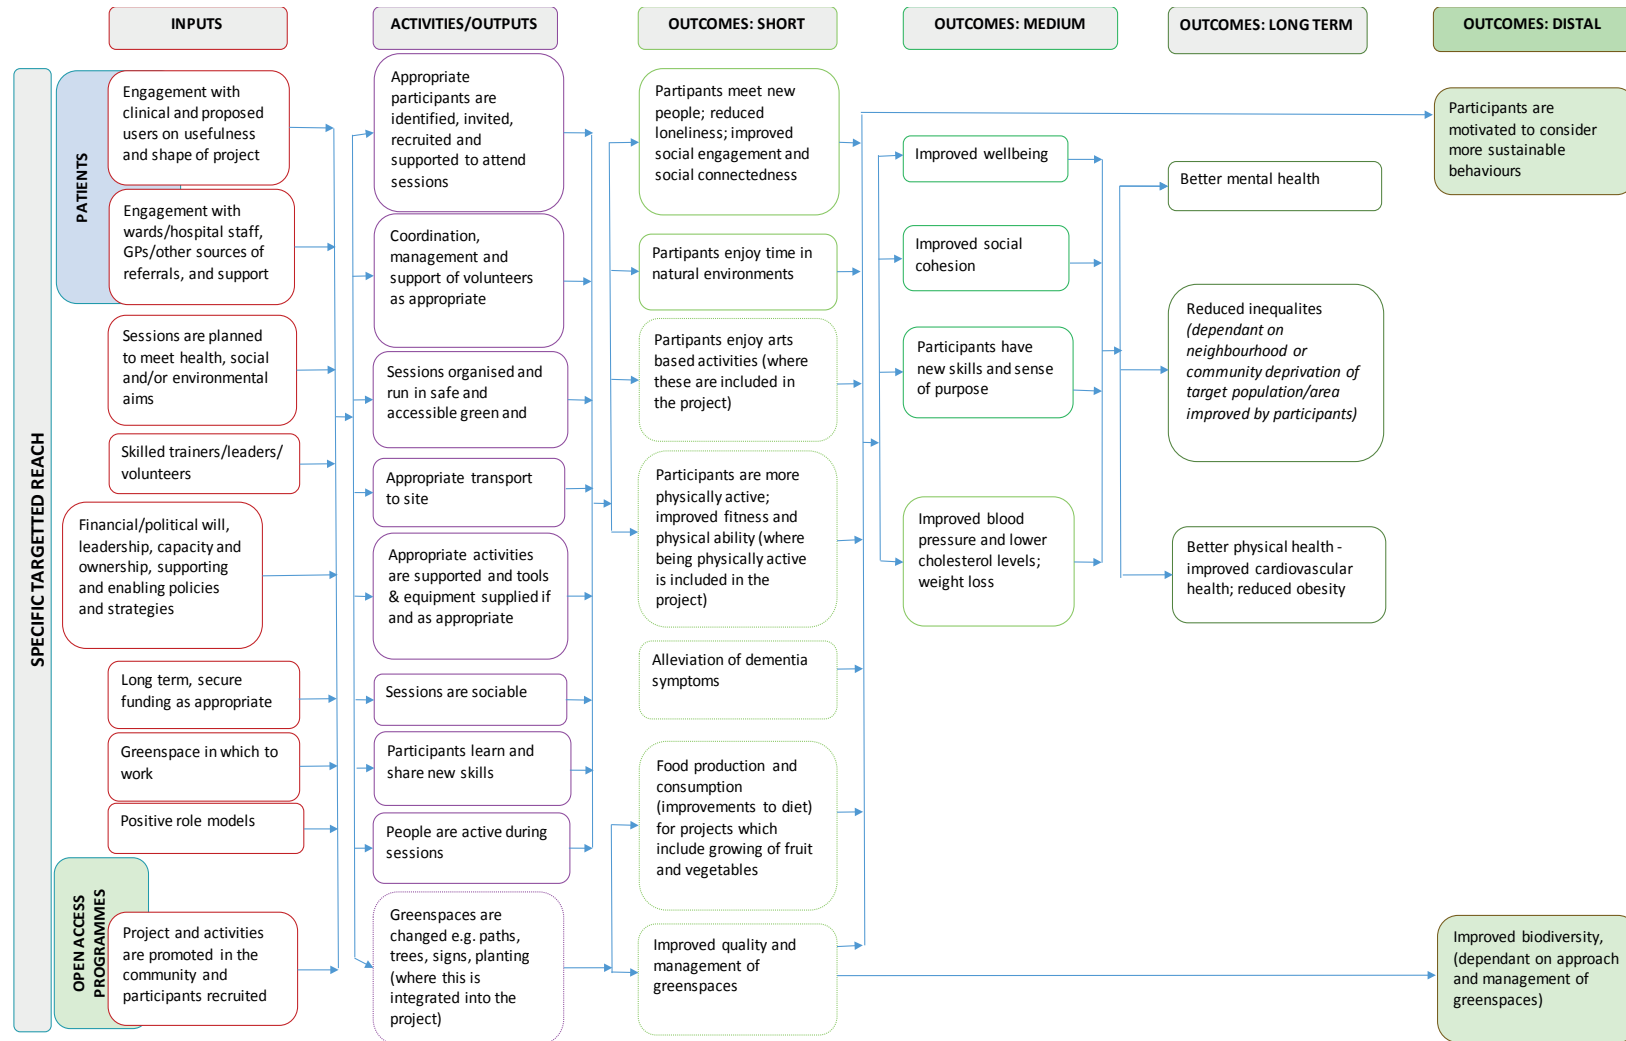 INPUTS
ACTIVITIES/OUTPUTS
OUTCOMES: SHORT
OUTCOMES: MEDIUM
OUTCOMES: LONG TERM
OUTCOMES: DISTAL
SPECIFIC TARGETTED REACH
PATIENTS
OPEN ACCESS
PROGRAMMES
Engagement with
clinical and proposed
users on usefulness
and shape of project
Engagement with
wards/hospital staff,
GPs/other sources of
referrals, and support
Sessions are planned
to meet health, social
and/or environmental
aims
Skilled trainers/leaders/
volunteers
Financial/political will,
leadership, capacity and
ownership, supporting
and enabling policies
and strategies
Long term, secure
funding as appropriate
Greenspace in which to
work
Positive role models
Project and activities
are promoted in the
community and
participants recruited
Appropriate
participants are
identified, invited,
recruited and
supported to attend
sessions
Coordination,
management and
support of volunteers
as appropriate
Sessions organised and
run in safe and
accessible green and
Appropriate transport
to site
Appropriate activities
are supported and tools
& equipment supplied if
and as appropriate
Sessions are sociable
Participants learn and
share new skills
People are active during
sessions
Greenspaces are
changed e.g. paths,
trees, signs, planting
(where this is
integrated into the
project)
Partipants meet new
people; reduced
loneliness; improved
social engagement and
social connectedness
Partipants enjoy time in
natural environments
Partipants enjoy arts
based activities (where
these are included in
the project)
Participants are more
physically active;
improved fitness and
physical ability (where
being physically active
is included in the
project)
Alleviation of dementia
symptoms
Food production and
consumption
(improvements to diet)
for projects which
include growing of fruit
and vegetables
Improved quality and
management of
greenspaces
Improved wellbeing
Improved social
cohesion
Participants have
new skills and sense
of purpose
Improved blood
pressure and lower
cholesterol levels;
weight loss
Better mental health
Reduced inequalites
(dependant on
neighbourhood or
community deprivation of
target population/area
improved by participants)
Better physical health -
improved cardiovascular
health; reduced obesity
Participants are
motivated to consider
more sustainable
behaviours
Improved biodiversity,
(dependant on approach
and management of
greenspaces)